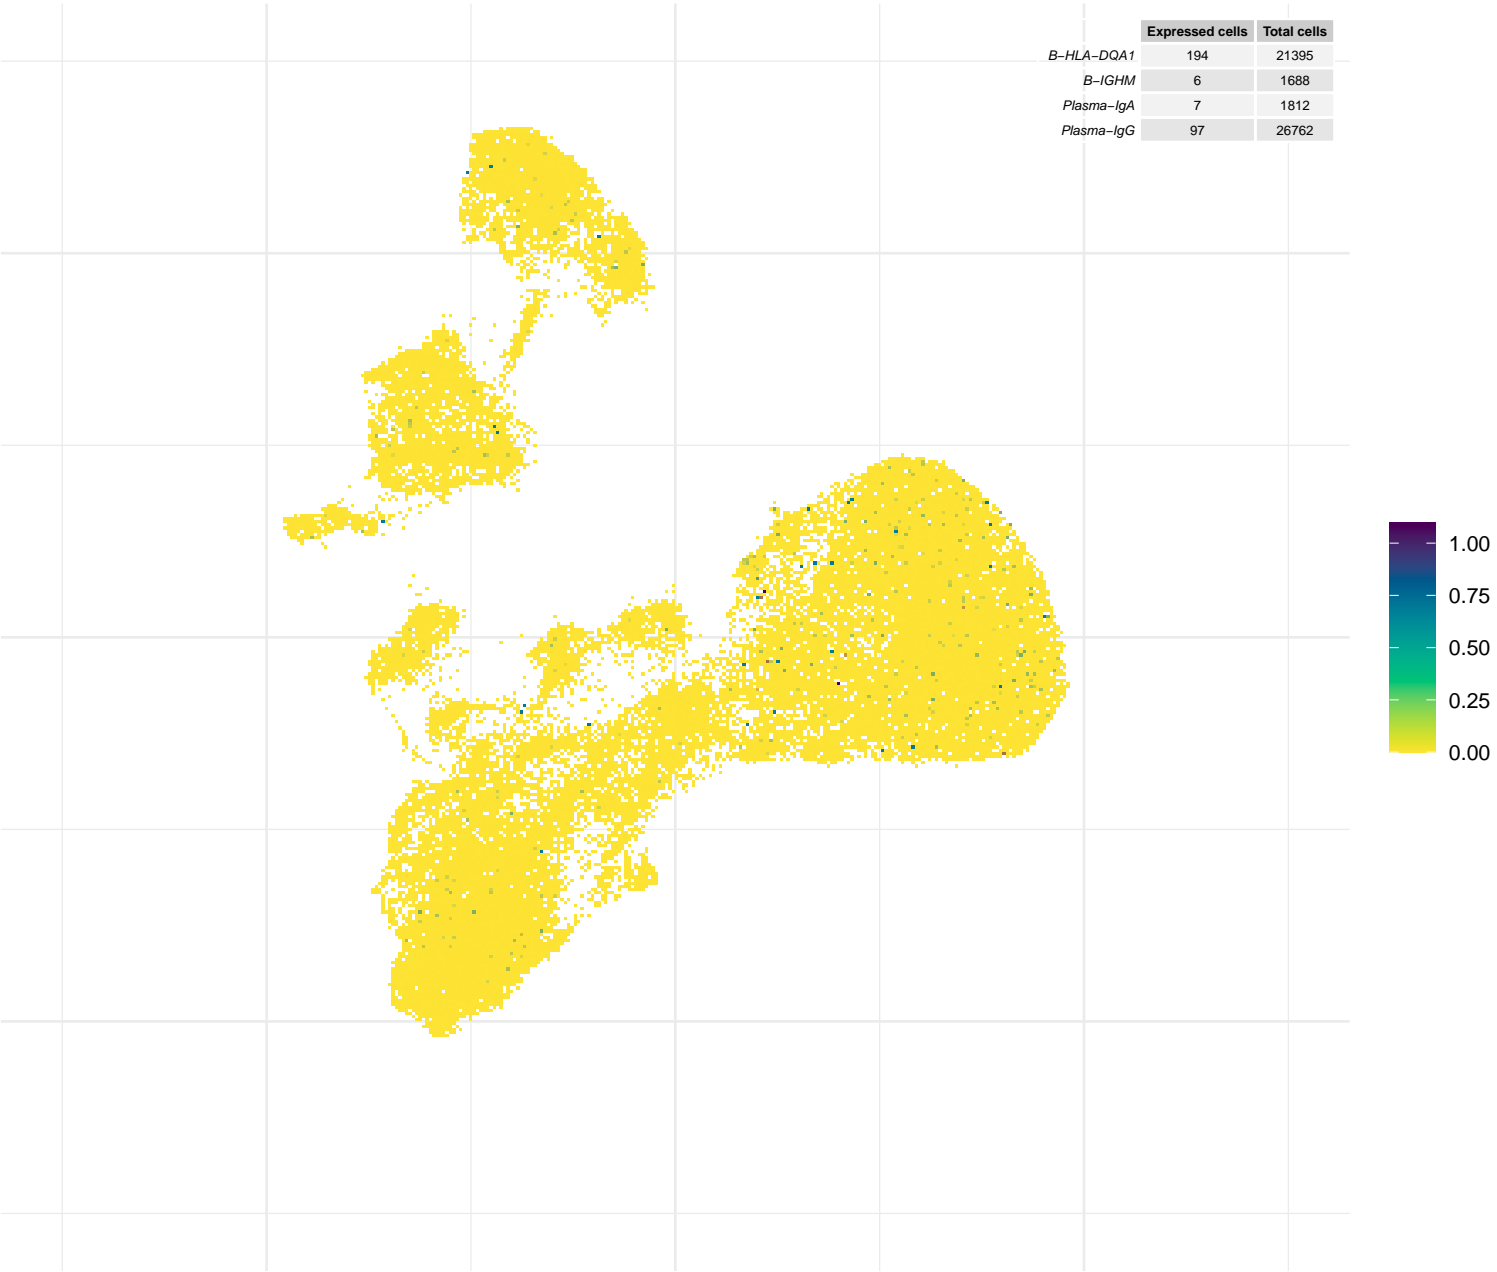 Expressed cells Total cells
B−HLA−DQA1 194 21395
B−IGHM 6 1688
Plasma−IgA 7 1812
Plasma−IgG 97 26762
1.00
0.75
0.50
0.25
0.00